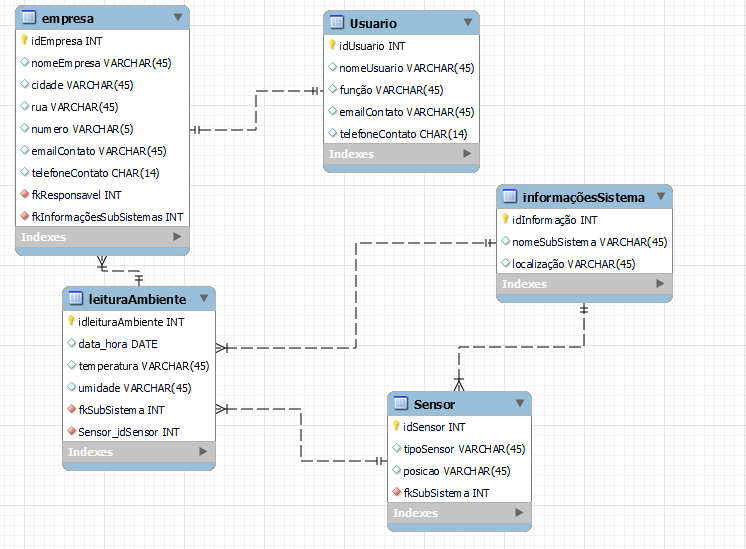 empresa
idEmpresa INT
nomeEmpresa VARCHAR(45)
cidade VARCHAR(45)
rua VARCHAR(45)
numero VARCHAR(5)
emailContato VARCHAR(45)
telefoneContato CHAR(14)
fkResponsavel INT
fkInformaçõesSubSistemas INT
Indexes
Usuario
idUsuario INT
nomeUsuario VARCHAR(45)
função VARCHAR(45)
emailContato VARCHAR(45)
telefoneContato CHAR(14)
Indexes
informaçõesSistema
idInformação INT
nomeSubSistema VARCHAR(45)
localização VARCHAR(45)
Indexes
leituraAmbiente
idleituraAmbiente INT
data_hora DATE
temperatura VARCHAR(45)
umidade VARCHAR(45)
fkSubSistema INT
Sensor_idSensor INT
Indexes
Sensor
idSensor INT
tipoSensor VARCHAR(45)
posicao VARCHAR(45)
fkSubSistema INT
Indexes